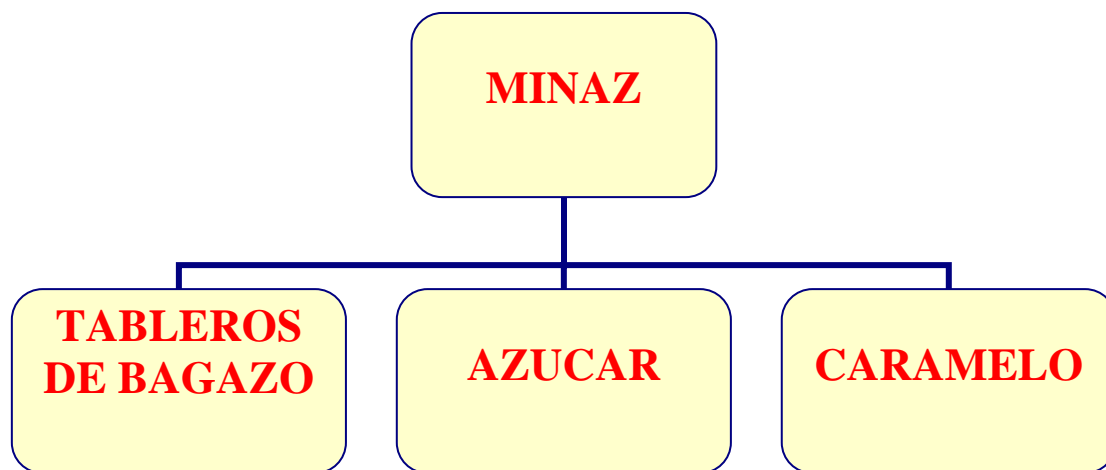 MINAZ
TABLEROS
DE BAGAZO
AZUCAR
CARAMELO